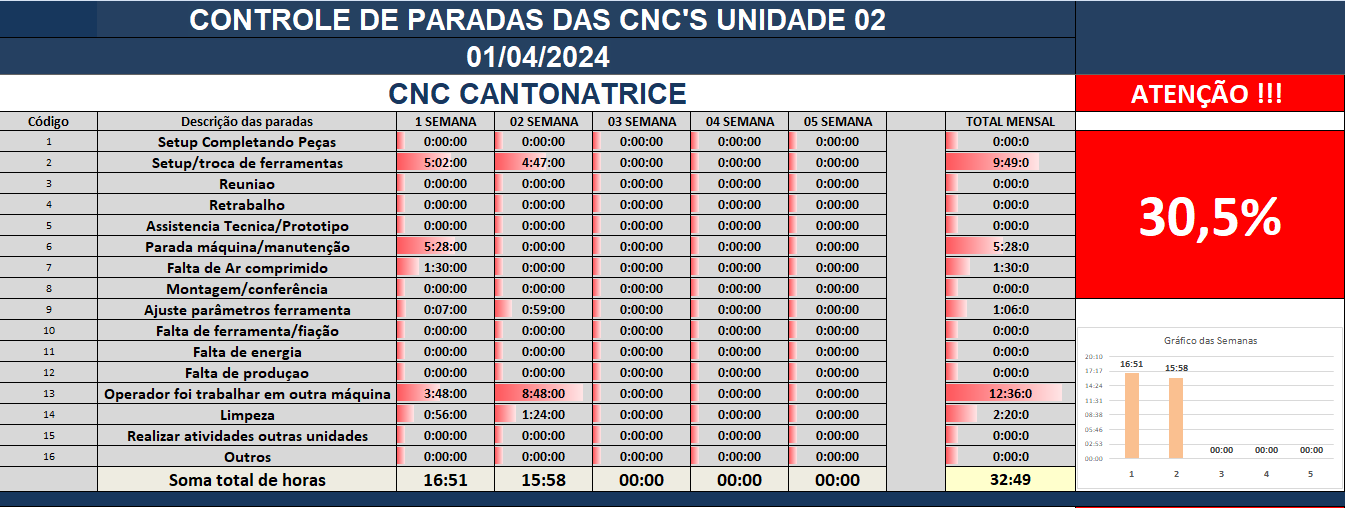 CONTROLE DE PARADAS DAS CNC'S UNIDADE 02
01/04/2024
CNC CANTONATRICE ATENÇÃO !!!
Código Descrição das paradas 1 SEMANA 02 SEMANA 03 SEMANA 04 SEMANA 05 SEMANA TOTAL MENSAL
1 Setup Completando Peças 0:00:00 0:00:00 0:00:00 0:00:00 0:00:00 0:00:0
2 Setup/troca de ferramentas 5:02:00 4:47:00 0:00:00 0:00:00 0:00:00 9:49:0
3 Reuniao 0:00:00 0:00:00 0:00:00 0:00:00 0:00:00 0:00:0
4 Retrabalho 0:00:00 0:00:00 0:00:00 0:00:00 0:00:00 0:00:0
5 Assistencia Tecnica/Prototipo 0:00:00 0:00:00 0:00:00 0:00:00 0:00:00 0:00:0
6 Parada máquina/manutenção 5:28:00 0:00:00 0:00:00 0:00:00 0:00:00 5:28:0
7 Falta de Ar comprimido 1:30:00 0:00:00 0:00:00 0:00:00 0:00:00 1:30:0
8 Montagem/conferência 0:00:00 0:00:00 0:00:00 0:00:00 0:00:00 0:00:0
9 Ajuste parâmetros ferramenta 0:07:00 0:59:00 0:00:00 0:00:00 0:00:00 1:06:0
10 Falta de ferramenta/fiação 0:00:00 0:00:00 0:00:00 0:00:00 0:00:00 0:00:0
11 Falta de energia 0:00:00 0:00:00 0:00:00 0:00:00 0:00:00 0:00:0
12 Falta de produçao 0:00:00 0:00:00 0:00:00 0:00:00 0:00:00 0:00:0
13 Operador foi trabalhar em outra máquina 3:48:00 8:48:00 0:00:00 0:00:00 0:00:00 12:36:0
14 Limpeza 0:56:00 1:24:00 0:00:00 0:00:00 0:00:00 2:20:0
15 Realizar atividades outras unidades 0:00:00 0:00:00 0:00:00 0:00:00 0:00:00 0:00:0
16 Outros 0:00:00 0:00:00 0:00:00 0:00:00 0:00:00 0:00:0
Soma total de horas 16:51 15:58 00:00 00:00 00:00 32:49
30,5%
Gráfico das Semanas
20:10
17:17
14:24
11:31
08:38
05:46
02:53
00:00
16:51 15:58 00:00 00:00 00:00
1 2 3 4 5